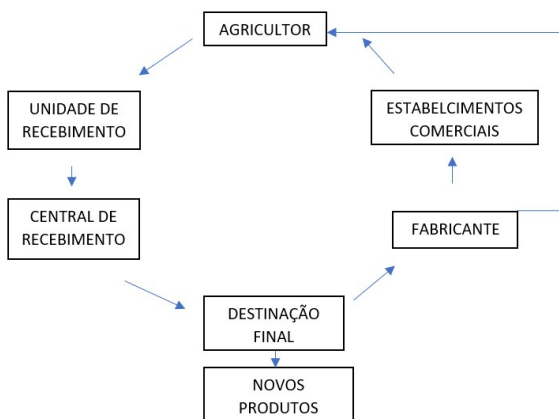 AGRICULTOR
UNIDADE DE
RECEBIMENTO
ESTABELCIMENTOS
COMERCIAIS
CENTRAL DE
RECEBIMENTO
FABRICANTE
DESTINAÇÃO
FINAL
NOVOS
PRODUTOS